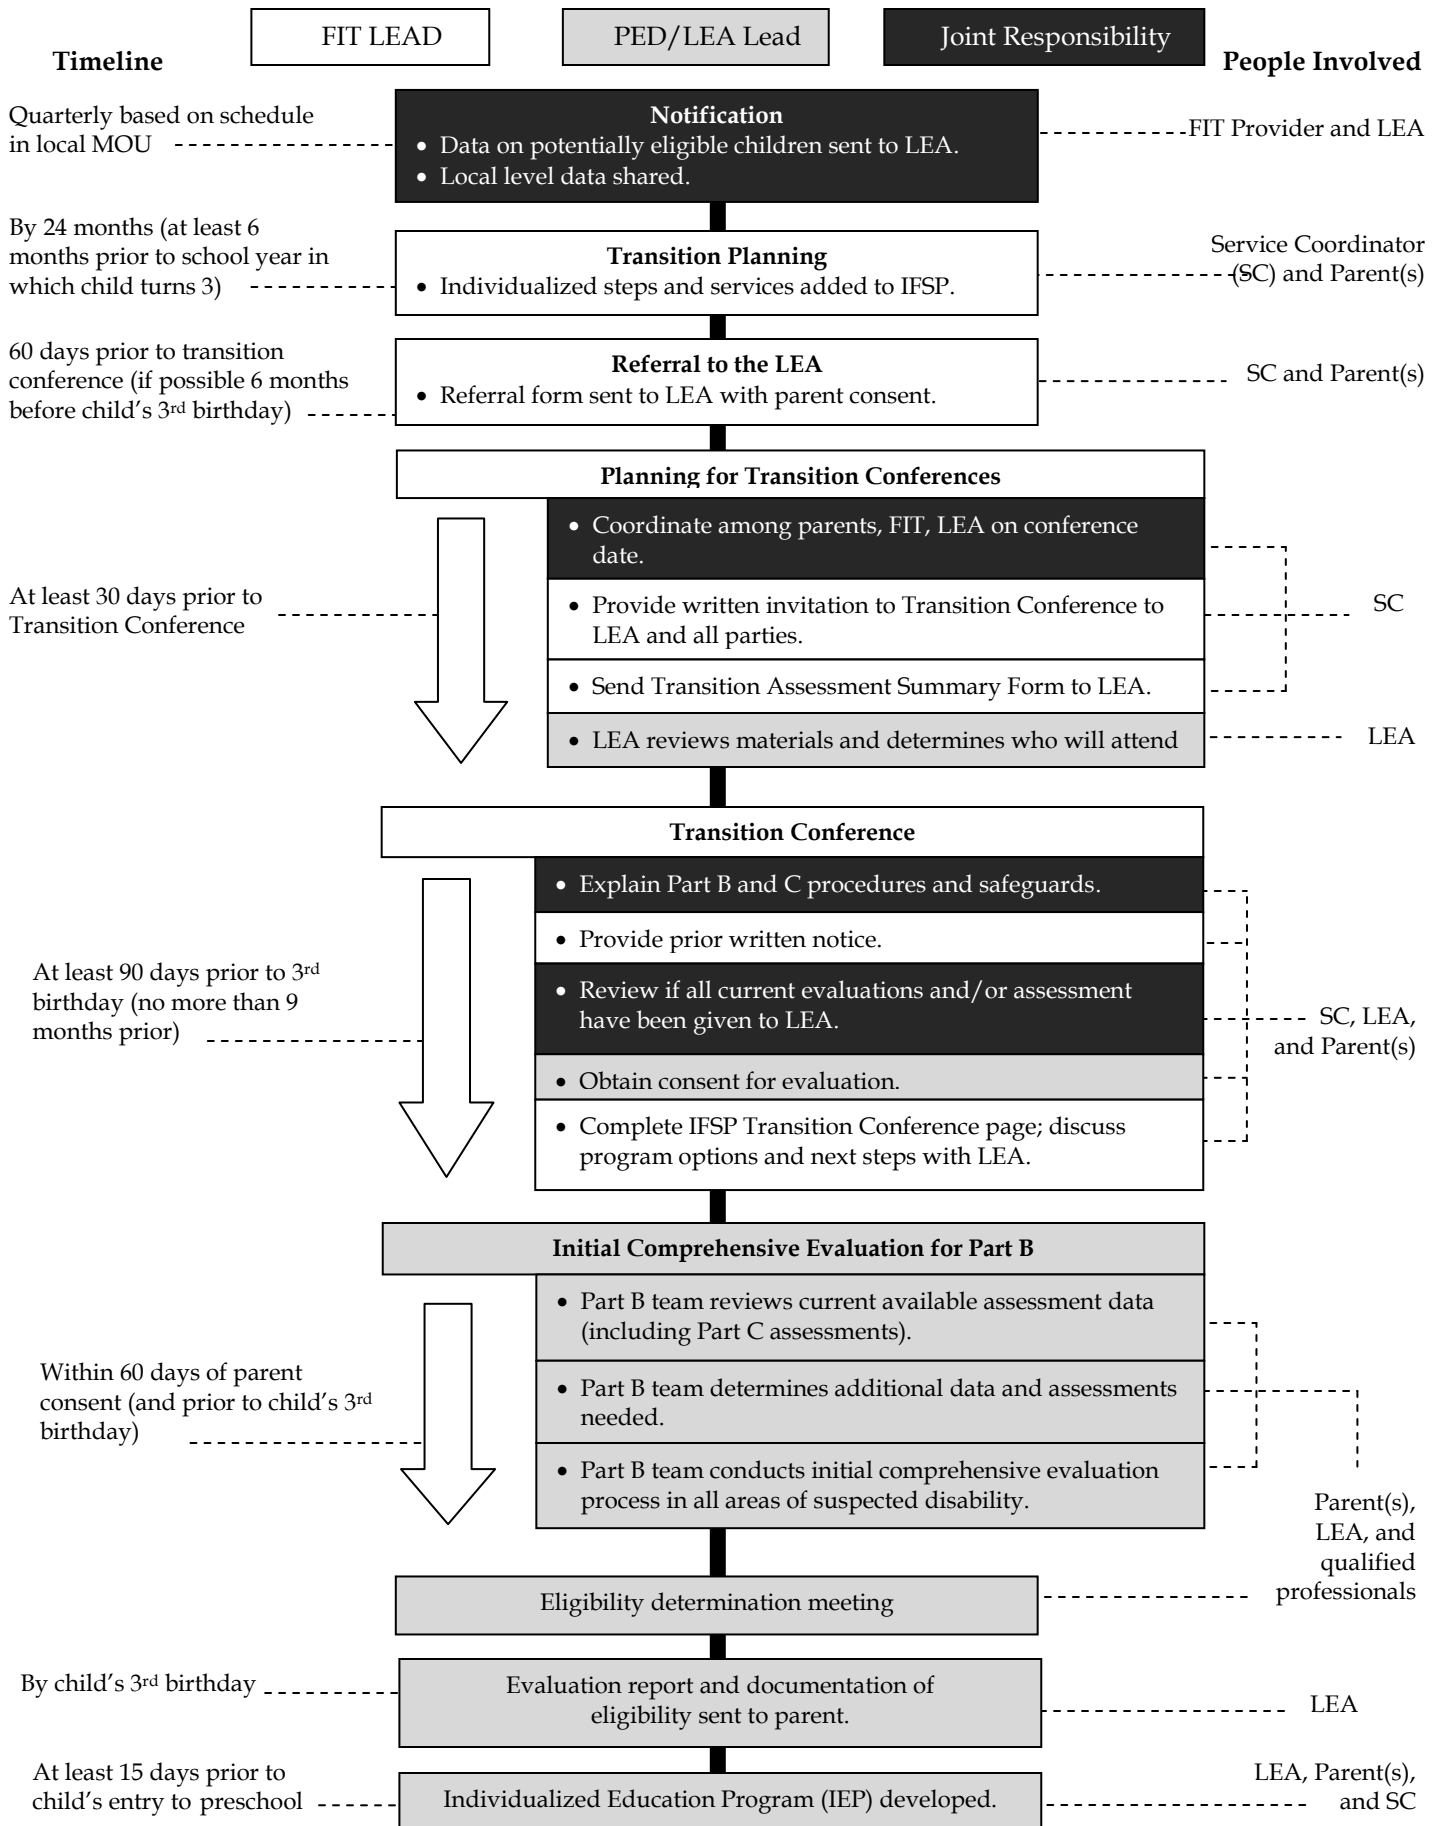 FIT LEAD
PED/LEA Lead
Joint Responsibility
Timeline
People Involved
Quarterly based on schedule
in local MOU
Notification
• Data on potentially eligible children sent to LEA.
• Local level data shared.
FIT Provider and LEA
By 24 months (at least 6
months prior to school year in
which child turns 3)
Transition Planning
• Individualized steps and services added to IFSP.
Service Coordinator
(SC) and Parent(s)
60 days prior to transition
conference (if possible 6 months
before child's 3rd birthday)
Referral to the LEA
• Referral form sent to LEA with parent consent.
SC and Parent(s)
Planning for Transition Conferences
At least 30 days prior to
Transition Conference
• Coordinate among parents, FIT, LEA on conference
date.
• Provide written invitation to Transition Conference to
LEA and all parties.
• Send Transition Assessment Summary Form to LEA.
SC
• LEA reviews materials and determines who will attend
LEA
Transition Conference
At least 90 days prior to 3rd
birthday (no more than 9
months prior)
• Explain Part B and C procedures and safeguards.
• Provide prior written notice.
• Review if all current evaluations and/or assessment
have been given to LEA.
• Obtain consent for evaluation.
• Complete IFSP Transition Conference page; discuss
program options and next steps with LEA.
SC, LEA,
and Parent(s)
Initial Comprehensive Evaluation for Part B
Within 60 days of parent
consent (and prior to child's 3rd
birthday)
• Part B team reviews current available assessment data
(including Part C assessments).
• Part B team determines additional data and assessments
needed.
• Part B team conducts initial comprehensive evaluation
process in all areas of suspected disability.
Parent(s),
LEA, and
qualified
professionals
Eligibility determination meeting
By child's 3rd birthday
Evaluation report and documentation of
eligibility sent to parent.
LEA
At least 15 days prior to
child's entry to preschool
Individualized Education Program (IEP) developed.
LEA, Parent(s),
and SC